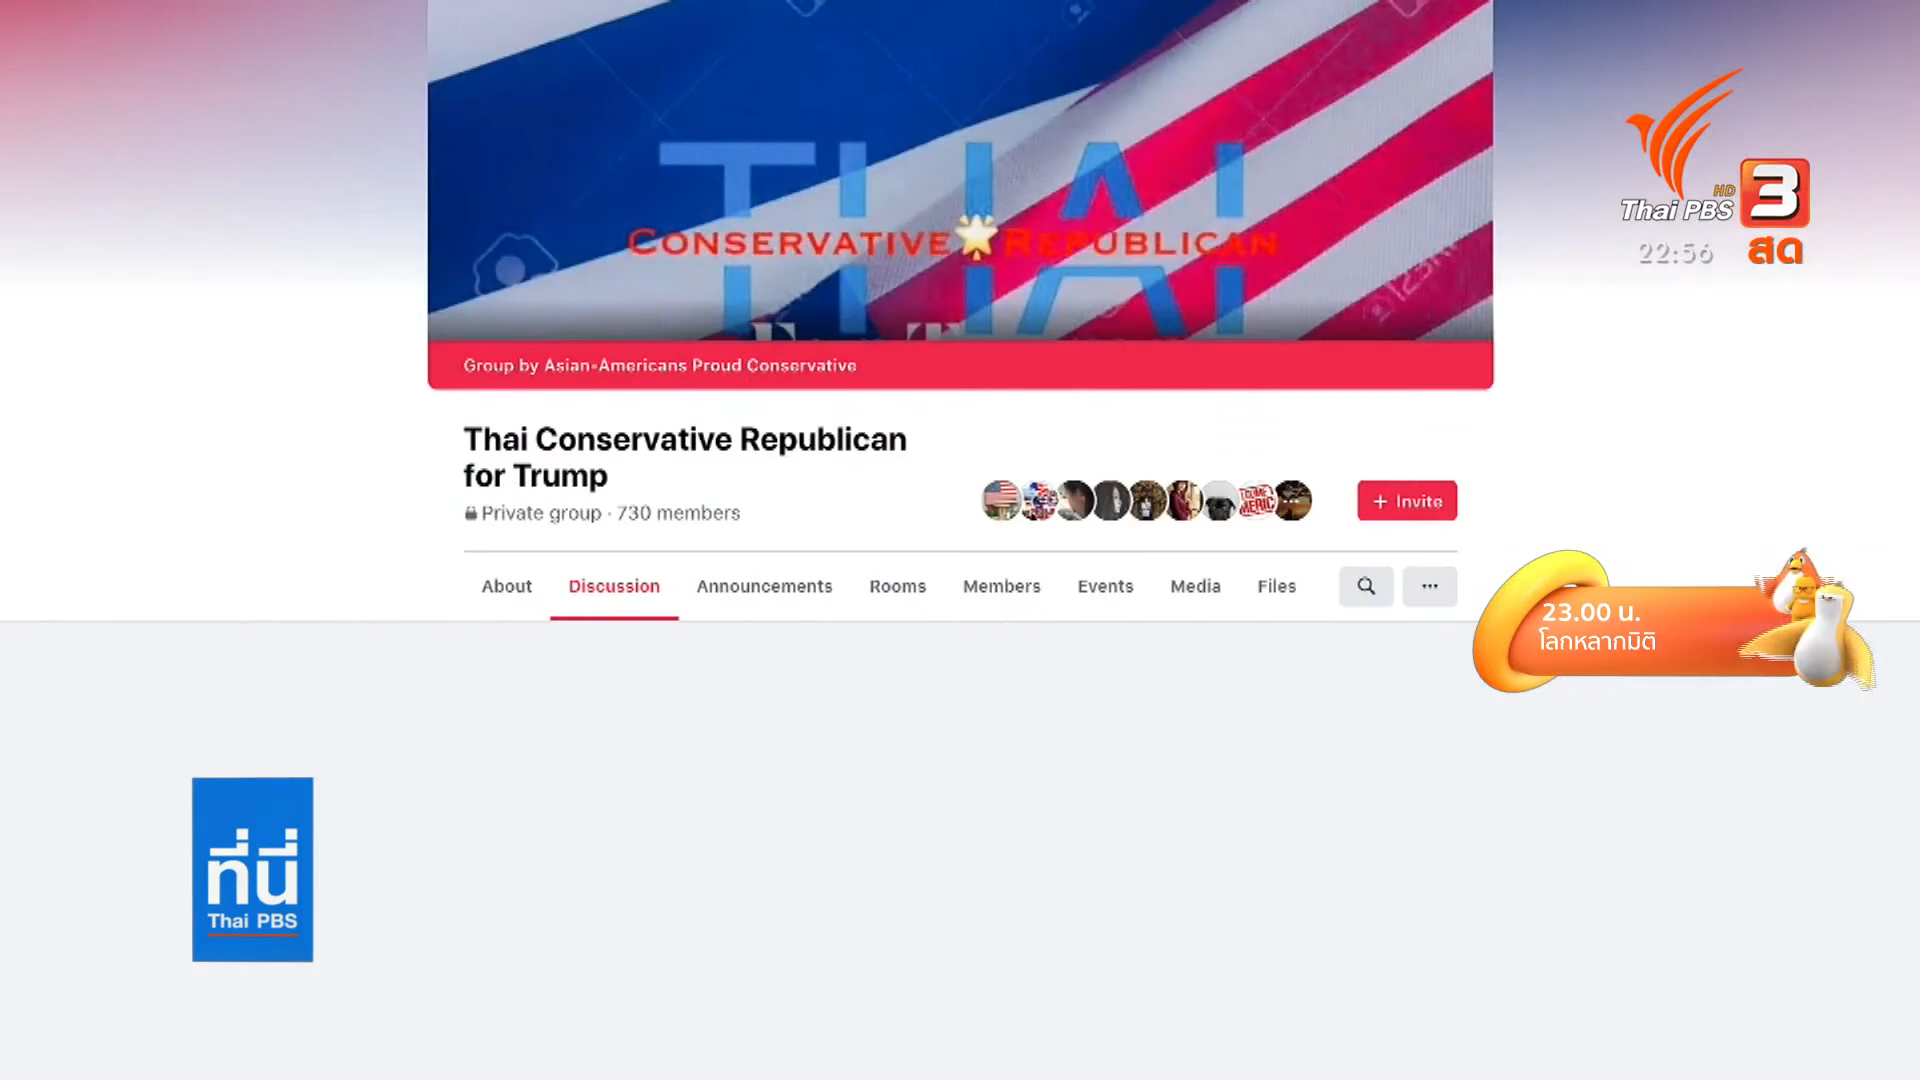 THAI
CONSERVATIVE REPUBLICAN
Group by Asian-Americans Proud Conservative
Thai Conservative Republican
for Trump
Private group · 730 members
+ Invite
About Discussion Announcements Rooms Members Events Media Files
Thai PBS HD 3
22:56 สด
23.00 น.
โลกหลากมิติ
ที่นี่
Thai PBS